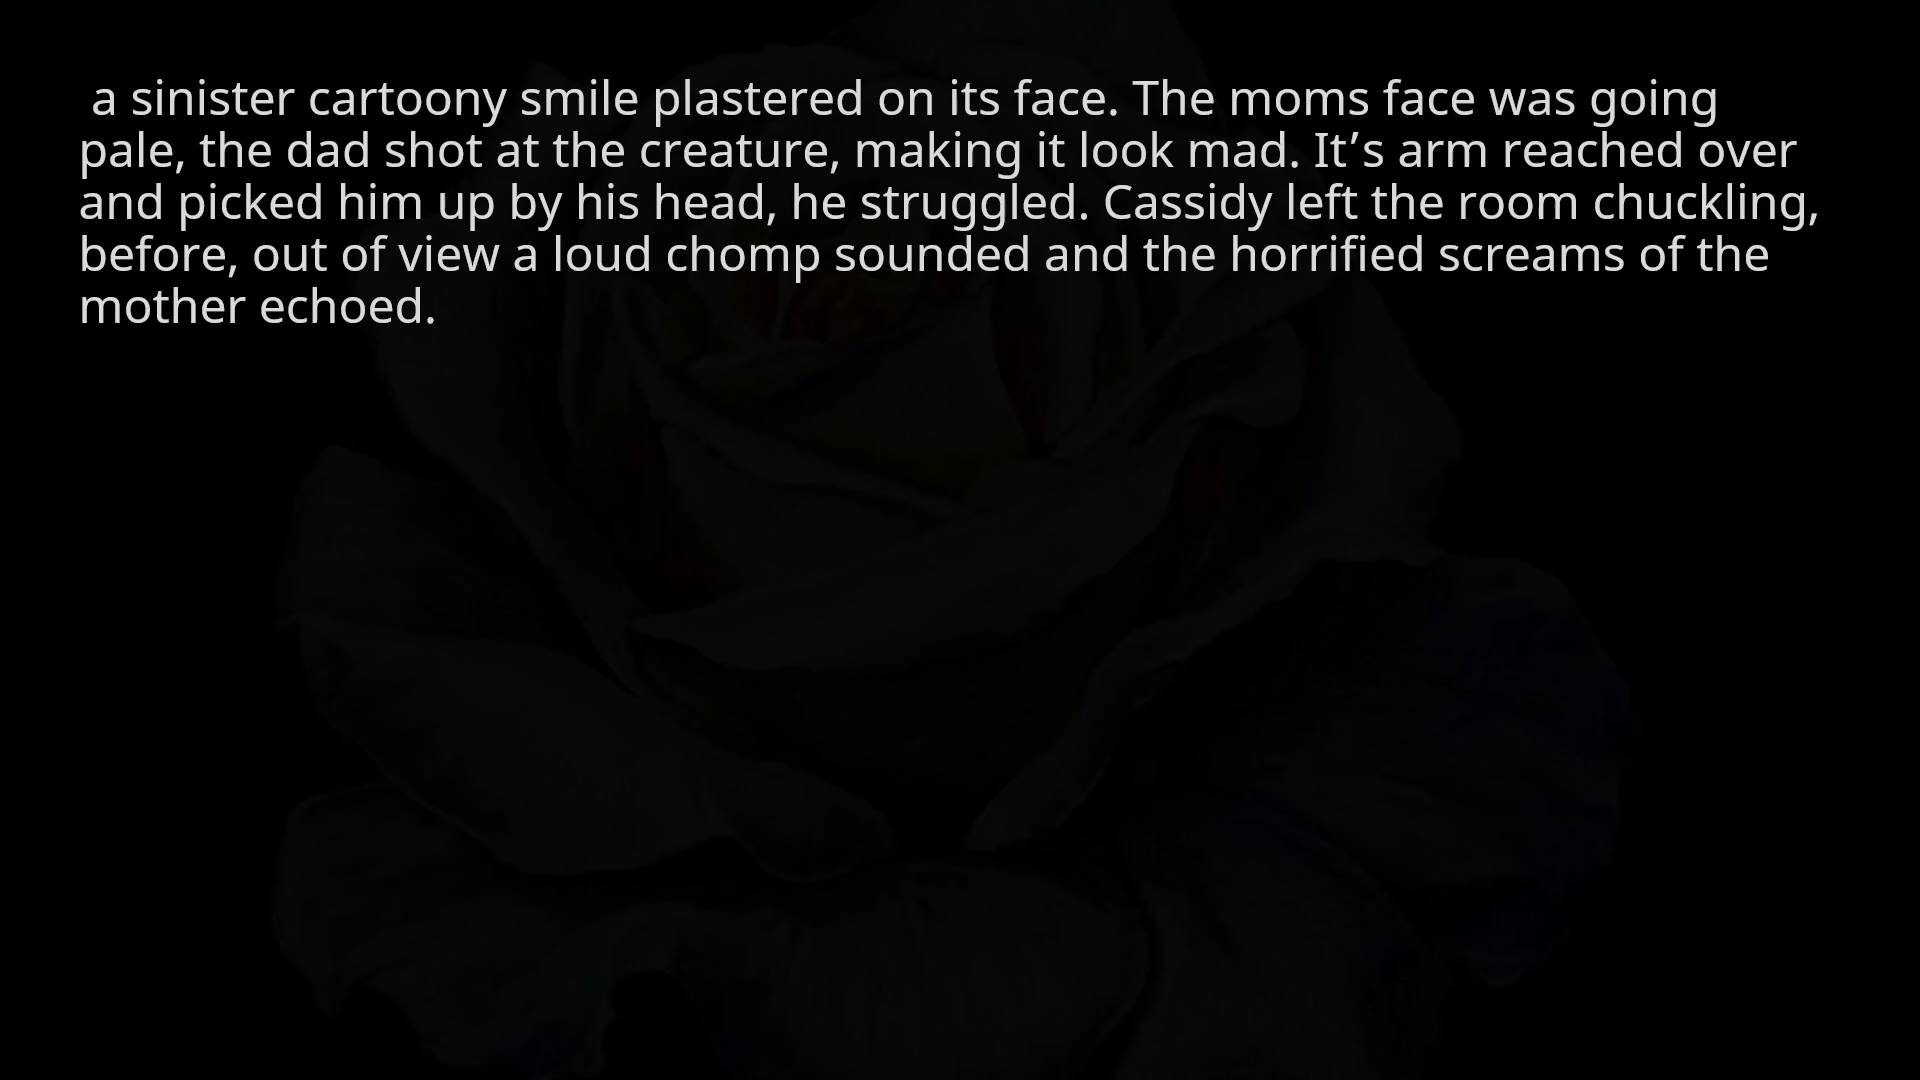 a sinister cartoony smile plastered on its face. The moms face was going
pale, the dad shot at the creature, making it look mad. It’s arm reached over
and picked him up by his head, he struggled. Cassidy left the room chuckling,
before, out of view a loud chomp sounded and the horrified screams of the
mother echoed.